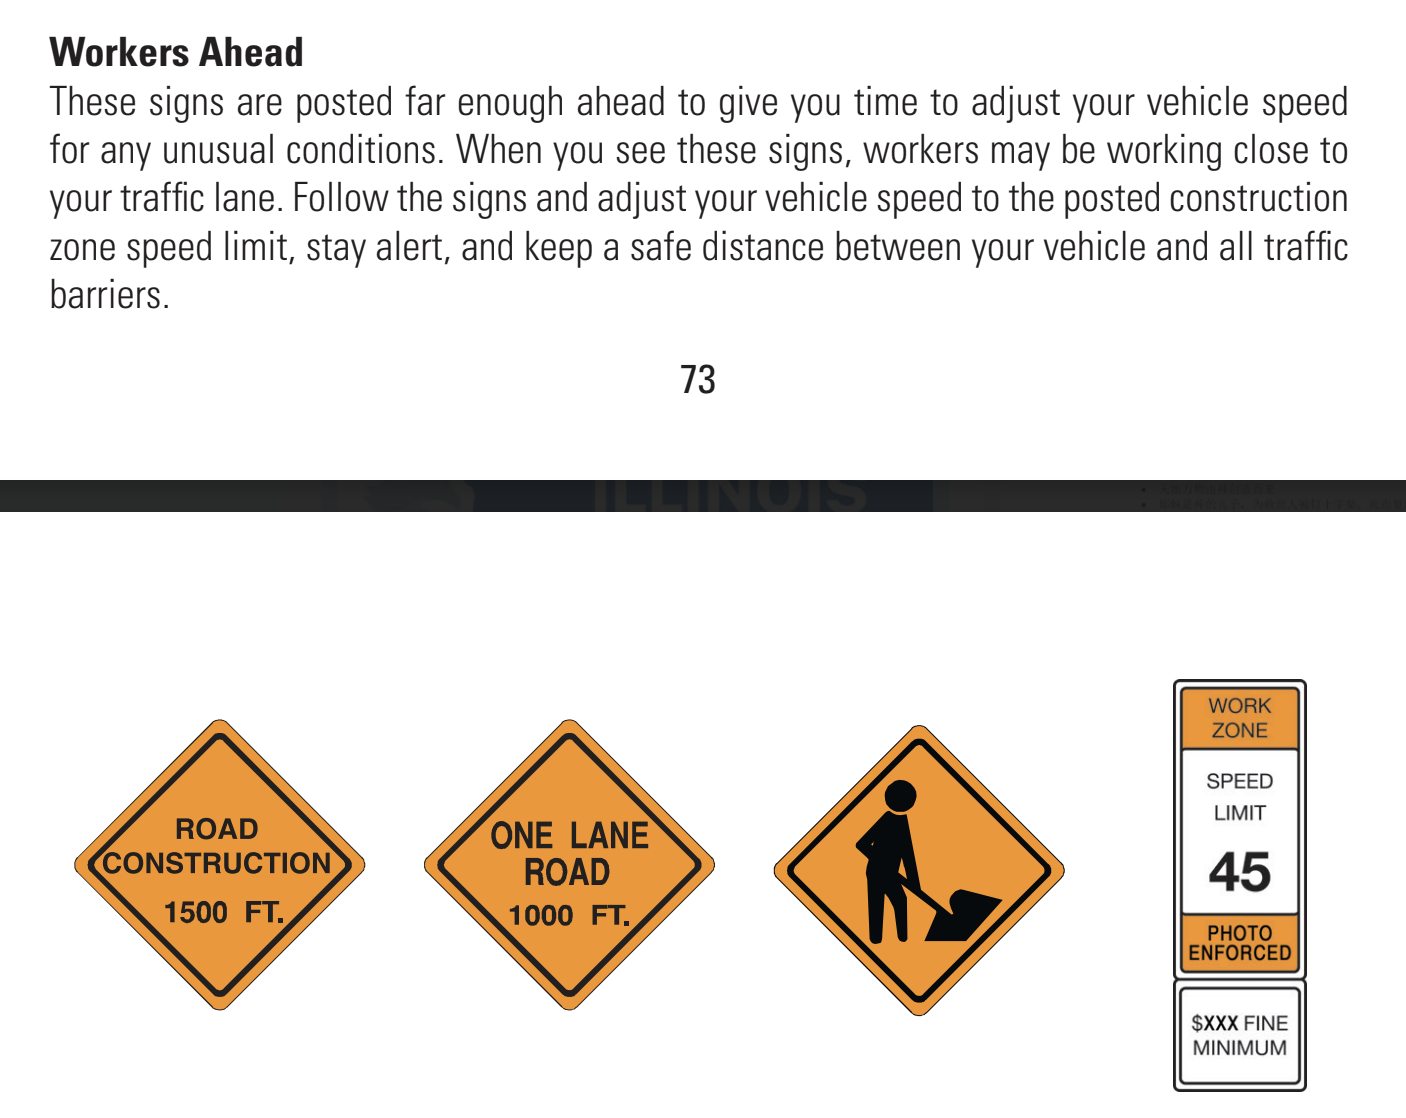 Workers Ahead
These signs are posted far enough ahead to give you time to adjust your vehicle speed
for any unusual conditions. When you see these signs, workers may be working close to
your traffic lane. Follow the signs and adjust your vehicle speed to the posted construction
zone speed limit, stay alert, and keep a safe distance between your vehicle and all traffic
barriers.
73
ILLINOIS
ROAD
CONSTRUCTION
1500 FT.
ONE LANE
ROAD
1000 FT.
WORK
ZONE
SPEED
LIMIT
45
PHOTO
ENFORCED
$XXX FINE
MINIMUM